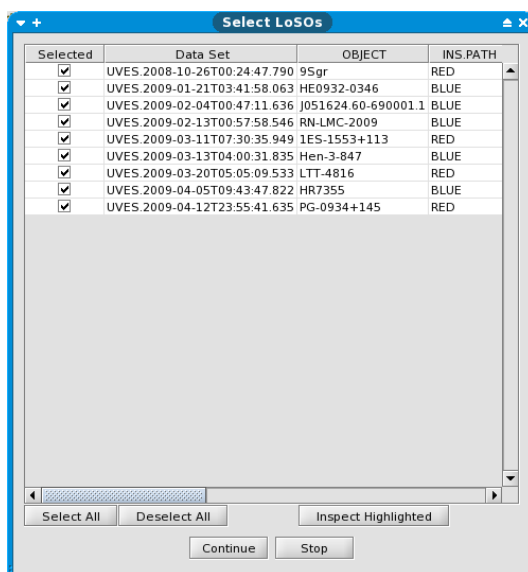 Select LoSOs
Selected Data Set OBJECT INS.PATH
UVES.2008-10-26T00:24:47.790 9Sgr RED
UVES.2009-01-21T03:41:58.063 HE0932-0346 BLUE
UVES.2009-02-04T00:47:11.636 J051624.60-690001.1 BLUE
UVES.2009-02-13T00:57:58.546 RN-LMC-2009 BLUE
UVES.2009-03-11T07:30:35.949 1ES-1553+113 RED
UVES.2009-03-13T04:00:31.835 Hen-3-847 BLUE
UVES.2009-03-20T05:05:09.533 LTT-4816 RED
UVES.2009-04-05T09:43:47.822 HR7355 BLUE
UVES.2009-04-12T23:55:41.635 PG-0934+145 RED
Select All Deselect All Inspect Highlighted
Continue Stop